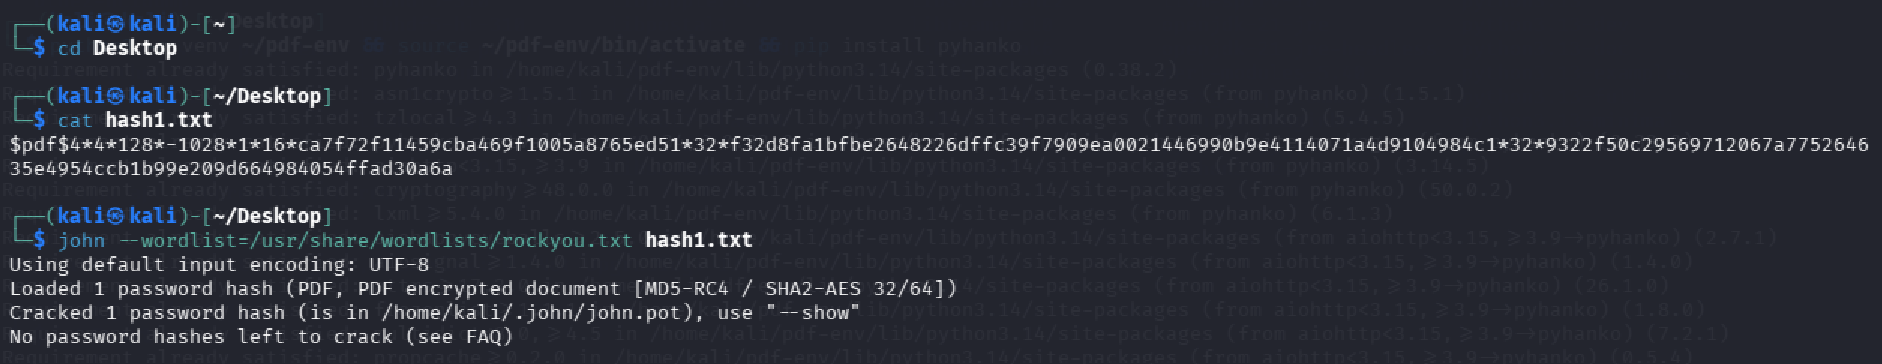 ┌──(kali㉿kali)-[~]
└─$ cd Desktop
┌──(kali㉿kali)-[~/Desktop]
└─$ cat hash1.txt
$pdf$4*4*128*-1028*1*16*ca7f72f11459cba469f1005a8765ed51*32*f32d8fa1bfbe2648226dffc39f7909ea0021446990b9e4114071a4d9104984c1*32*9322f50c29569712067a7752646
35e4954ccb1b99e209d664984054ffad30a6a
┌──(kali㉿kali)-[~/Desktop]
└─$ john --wordlist=/usr/share/wordlists/rockyou.txt hash1.txt
Using default input encoding: UTF-8
Loaded 1 password hash (PDF, PDF encrypted document [MD5-RC4 / SHA2-AES 32/64])
Cracked 1 password hash (is in /home/kali/.john/john.pot), use "--show"
No password hashes left to crack (see FAQ)